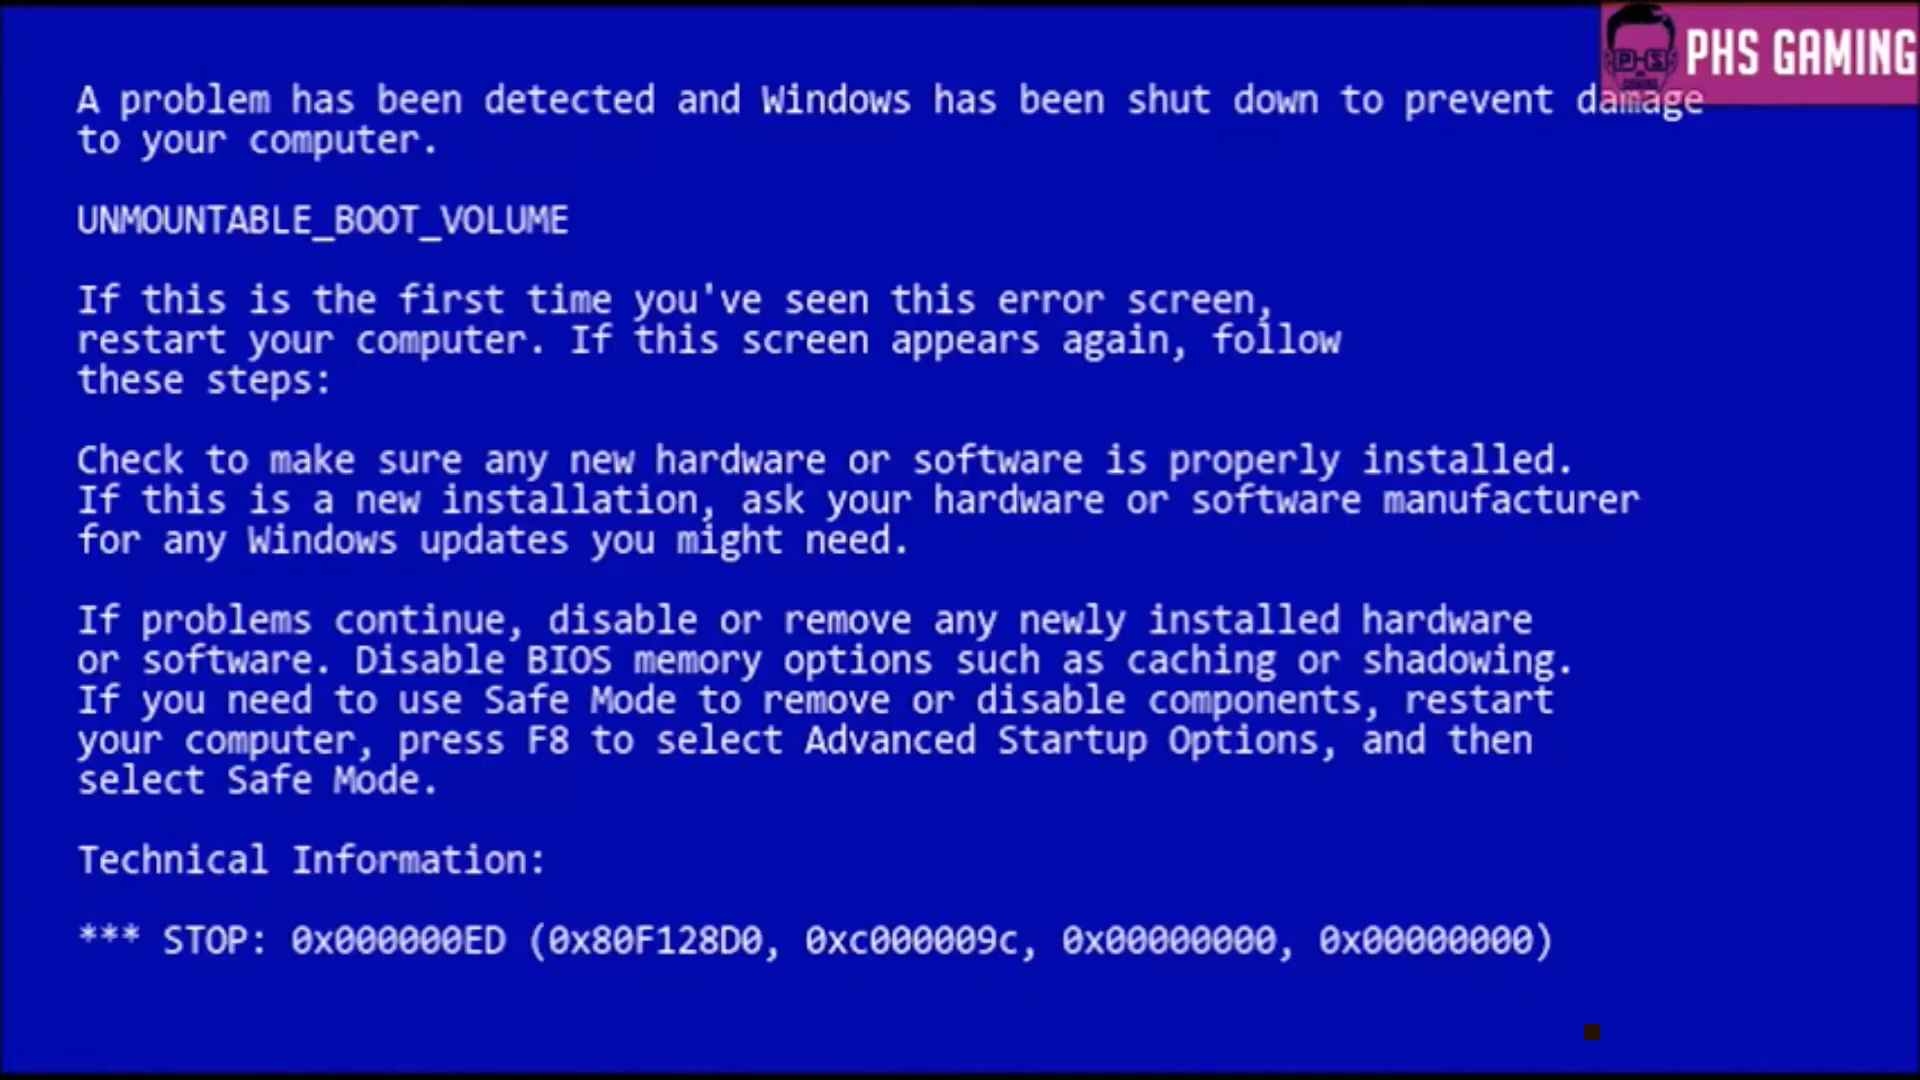 PHS GAMING
A problem has been detected and Windows has been shut down to prevent damage
to your computer.
UNMOUNTABLE_BOOT_VOLUME
If this is the first time you've seen this error screen,
restart your computer. If this screen appears again, follow
these steps:
Check to make sure any new hardware or software is properly installed.
If this is a new installation, ask your hardware or software manufacturer
for any Windows updates you might need.
If problems continue, disable or remove any newly installed hardware
or software. Disable BIOS memory options such as caching or shadowing.
If you need to use Safe Mode to remove or disable components, restart
your computer, press F8 to select Advanced Startup Options, and then
select Safe Mode.
Technical Information:
*** STOP: 0x000000ED (0x80F128D0, 0xc000009c, 0x00000000, 0x00000000)